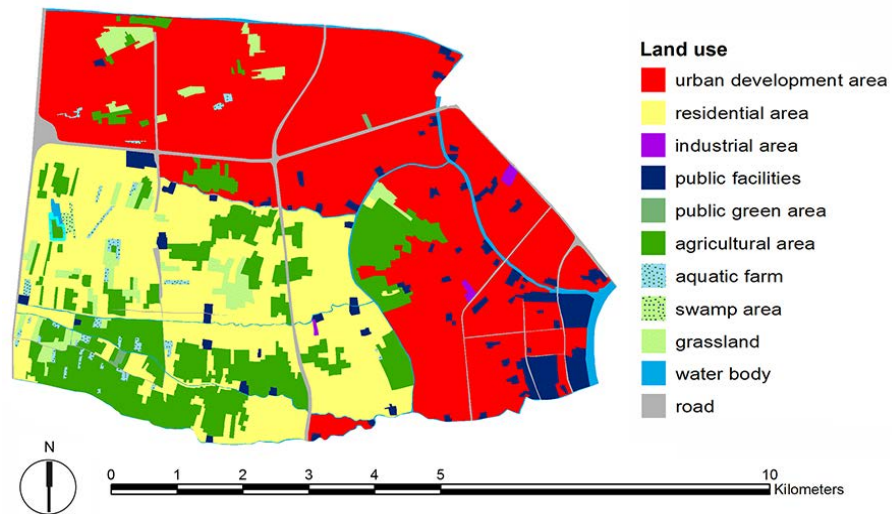 Land use
urban development area
residential area
industrial area
public facilities
public green area
agricultural area
aquatic farm
swamp area
grassland
water body
road
N
0 1 2 3 4 5 10
Kilometers